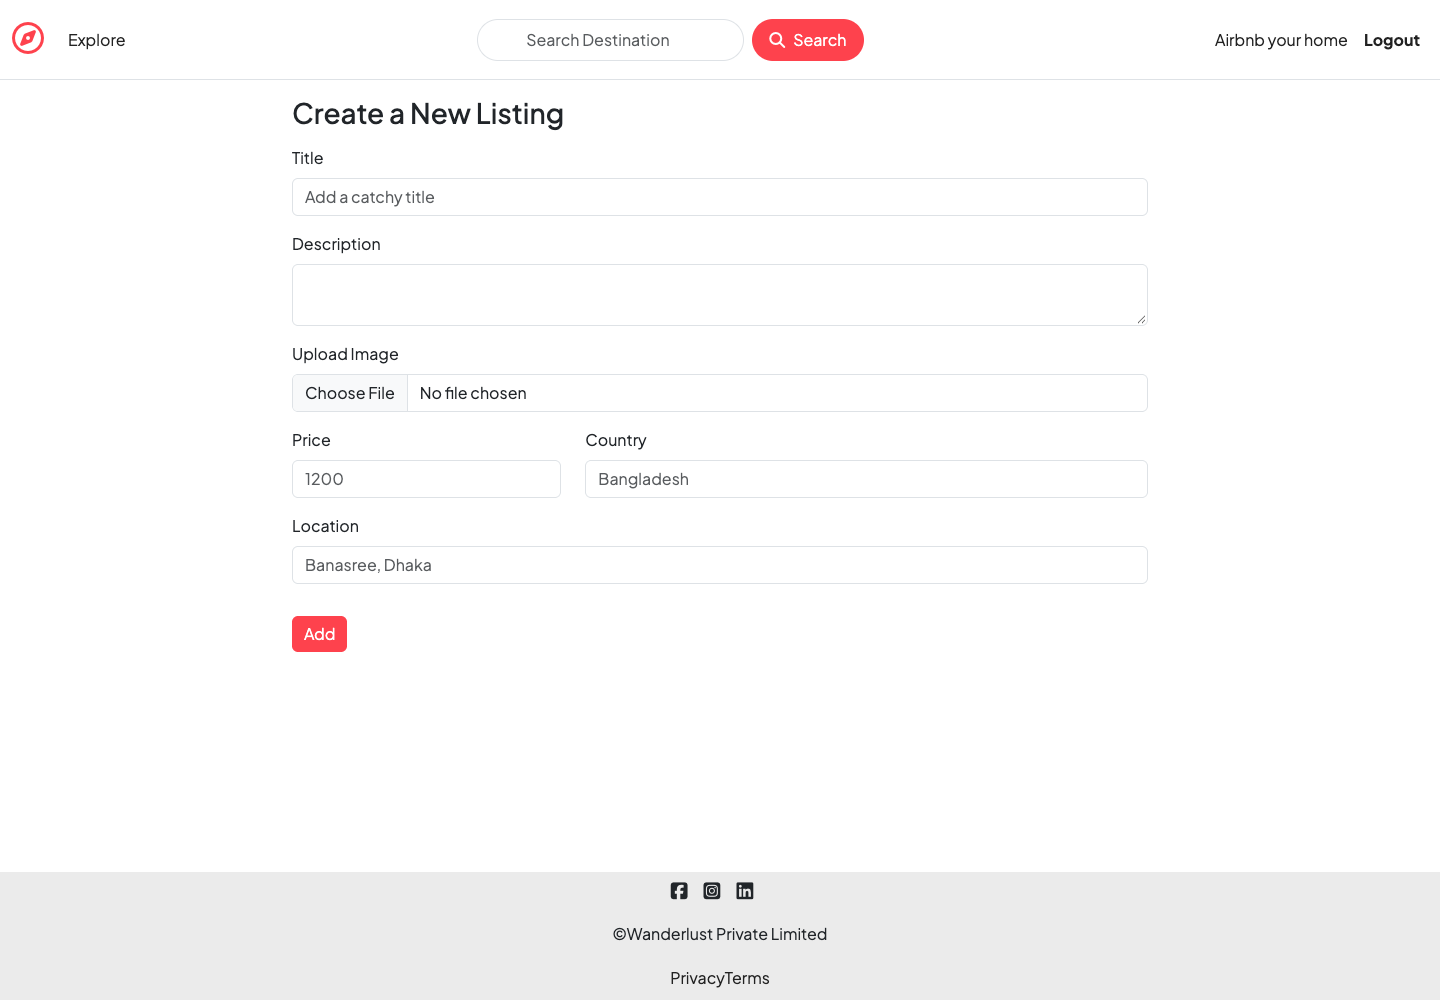 Explore
Search Destination
Search
Airbnb your home
Logout
Create a New Listing
Title
Add a catchy title
Description
Upload Image
Choose File No file chosen
Price
Country
1200
Bangladesh
Location
Banasree, Dhaka
Add
©Wanderlust Private Limited
PrivacyTerms